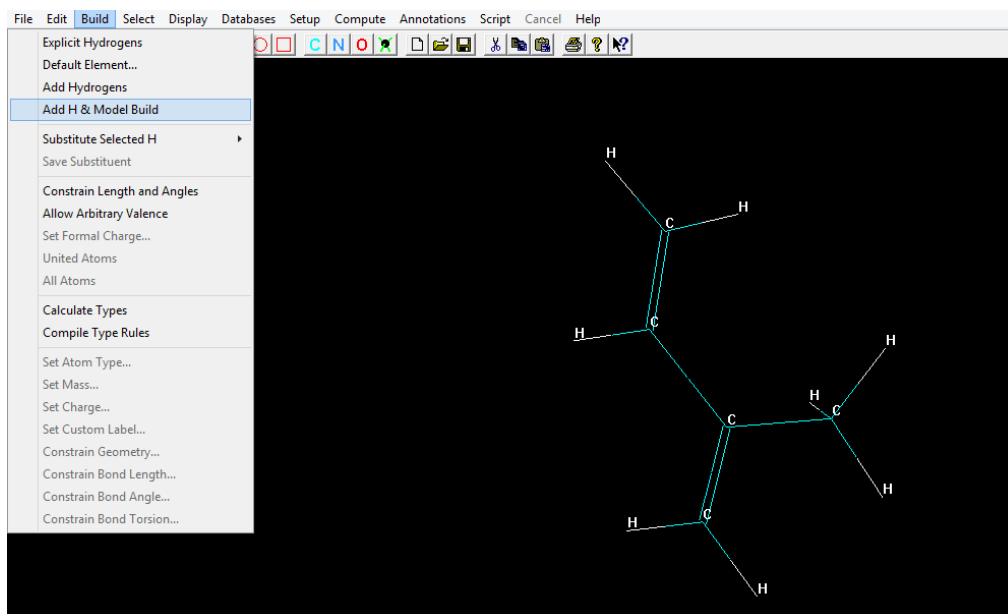 File Edit Build Select Display Databases Setup Compute Annotations Script Cancel Help
C N O
Explicit Hydrogens
Default Element...
Add Hydrogens
Add H & Model Build
Substitute Selected H
Save Substituent
Constrain Length and Angles
Allow Arbitrary Valence
Set Formal Charge...
United Atoms
All Atoms
Calculate Types
Compile Type Rules
Set Atom Type...
Set Mass...
Set Charge...
Set Custom Label...
Constrain Geometry...
Constrain Bond Length...
Constrain Bond Angle...
Constrain Bond Torsion...
H
H
C
H C
H
H
C C
H
H C
H